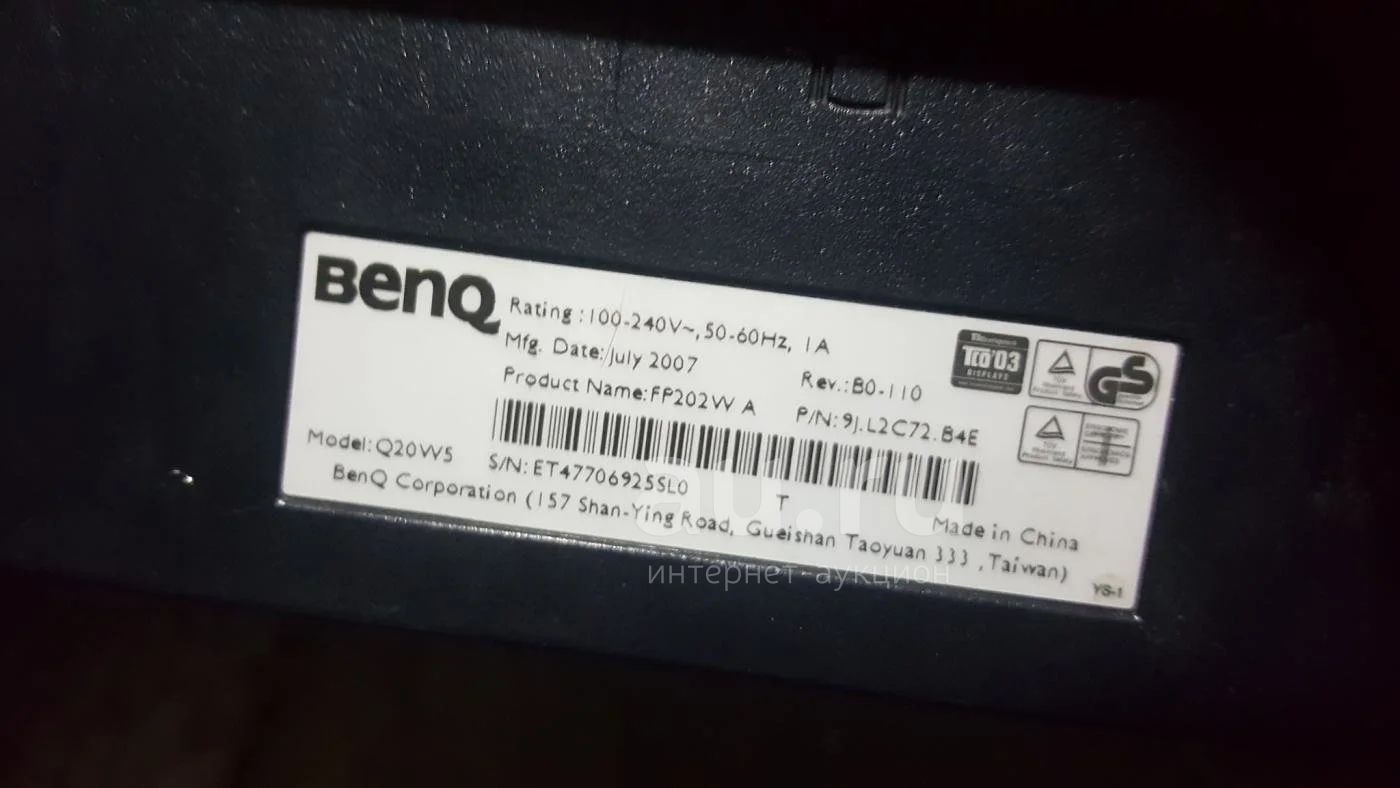 BenQ
Rating:100-240V~,50-60Hz, 1A
Mfg. Date:July 2007
Rev.:B0-110
Product Name:FP202W A
P/N:9J.L2C72.B4E
TCO'03
DISPLAYS
TÜV
GS
TÜV
Model:Q20W5
S/N:ET47706925SL0
T
Made in China
BenQ Corporation (157 Shan-Ying Road, Gueishan Taoyuan 333 ,Taiwan)
YS-1
au.ru
интернет-аукцион